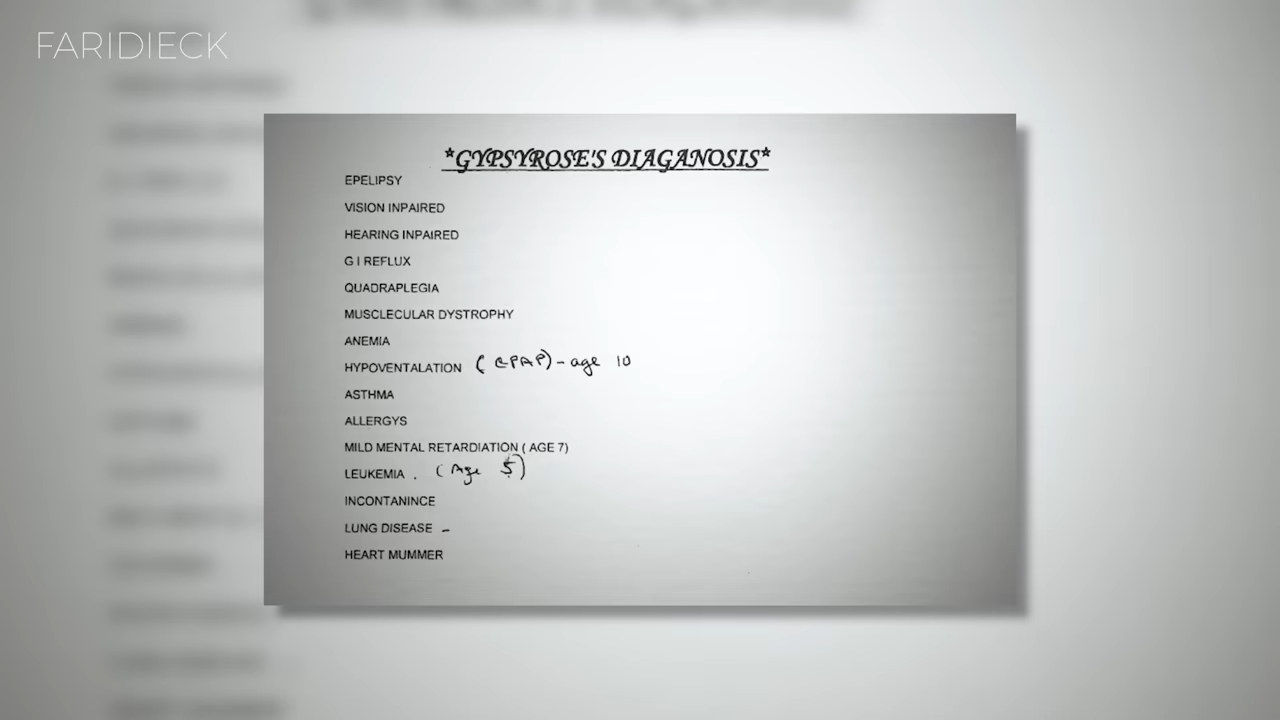 FARIDIECK
*GYPSYROSE'S DIAGANOSIS*
EPELIPSY
VISION INPAIRED
HEARING INPAIRED
G I REFLUX
QUADRAPLEGIA
MUSCLECULAR DYSTROPHY
ANEMIA
HYPOVENTALATION (CPAP) - age 10
ASTHMA
ALLERGYS
MILD MENTAL RETARDIATION ( AGE 7)
LEUKEMIA . (Age 5)
INCONTANINCE
LUNG DISEASE -
HEART MUMMER